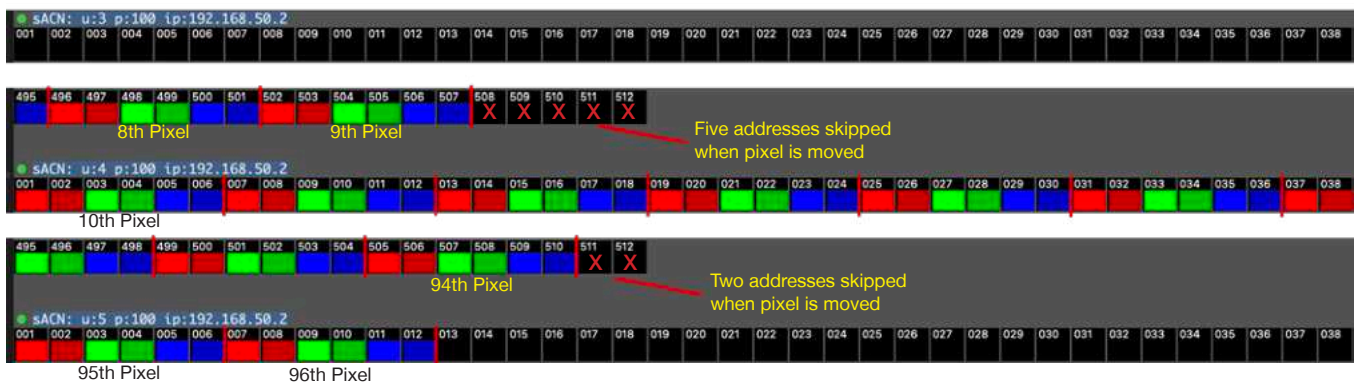 sACN: u:3 p:100 ip:192.168.50.2
001 002 003 004 005 006 007 008 009 010 011 012 013 014 015 016 017 018 019 020 021 022 023 024 025 026 027 028 029 030 031 032 033 034 035 036 037 038
495 496 497 498 499 500 501 502 503 504 505 506 507 508 509 510 511 512
X X X X X
8th Pixel 9th Pixel
Five addresses skipped
when pixel is moved
sACN: u:4 p:100 ip:192.168.50.2
001 002 003 004 005 006 007 008 009 010 011 012 013 014 015 016 017 018 019 020 021 022 023 024 025 026 027 028 029 030 031 032 033 034 035 036 037 038
10th Pixel
495 496 497 498 499 500 501 502 503 504 505 506 507 508 509 510 511 512
X X
94th Pixel
Two addresses skipped
when pixel is moved
sACN: u:5 p:100 ip:192.168.50.2
001 002 003 004 005 006 007 008 009 010 011 012 013 014 015 016 017 018 019 020 021 022 023 024 025 026 027 028 029 030 031 032 033 034 035 036 037 038
95th Pixel 96th Pixel